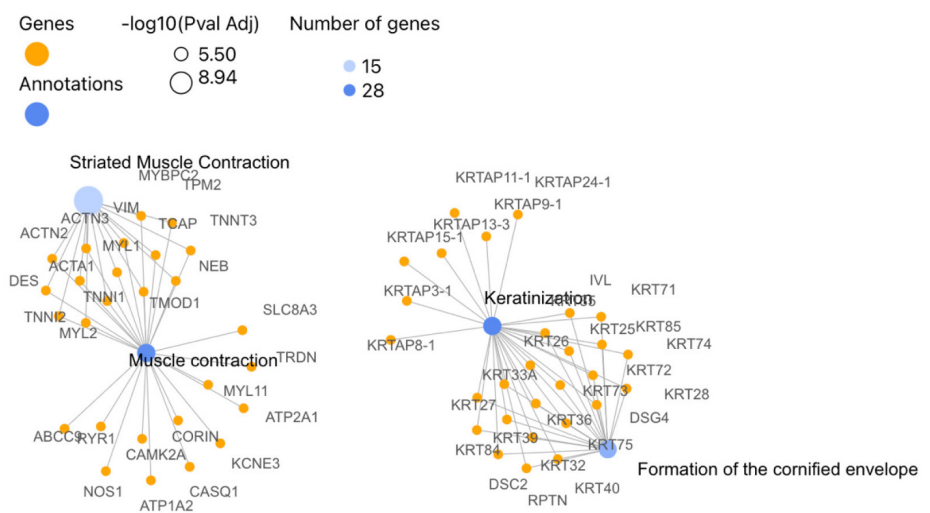 Genes
-log10(Pval Adj)
Number of genes
5.50
15
Annotations
8.94
28
Striated Muscle Contraction
MYBPC2
TPM2
VIM
ACTN3
TCAP
TNNT3
ACTN2
MYL1
NEB
ACTA1
DES
TNNI1
TMOD1
TNNI2
MYL2
SLC8A3
Muscle contraction
TRDN
MYL11
ATP2A1
ABCC9
RYR1
CORIN
CAMK2A
KCNE3
NOS1
CASQ1
ATP1A2
KRTAP11-1
KRTAP24-1
KRTAP9-1
KRTAP13-3
KRTAP15-1
KRTAP3-1
Keratinization
KRTAP8-1
IVL
KRT71
KRT35
KRT25
KRT85
KRT26
KRT74
KRT33A
KRT72
KRT73
KRT28
KRT27
KRT36
DSG4
KRT39
KRT75
KRT84
KRT32
Formation of the cornified envelope
DSC2
KRT40
RPTN